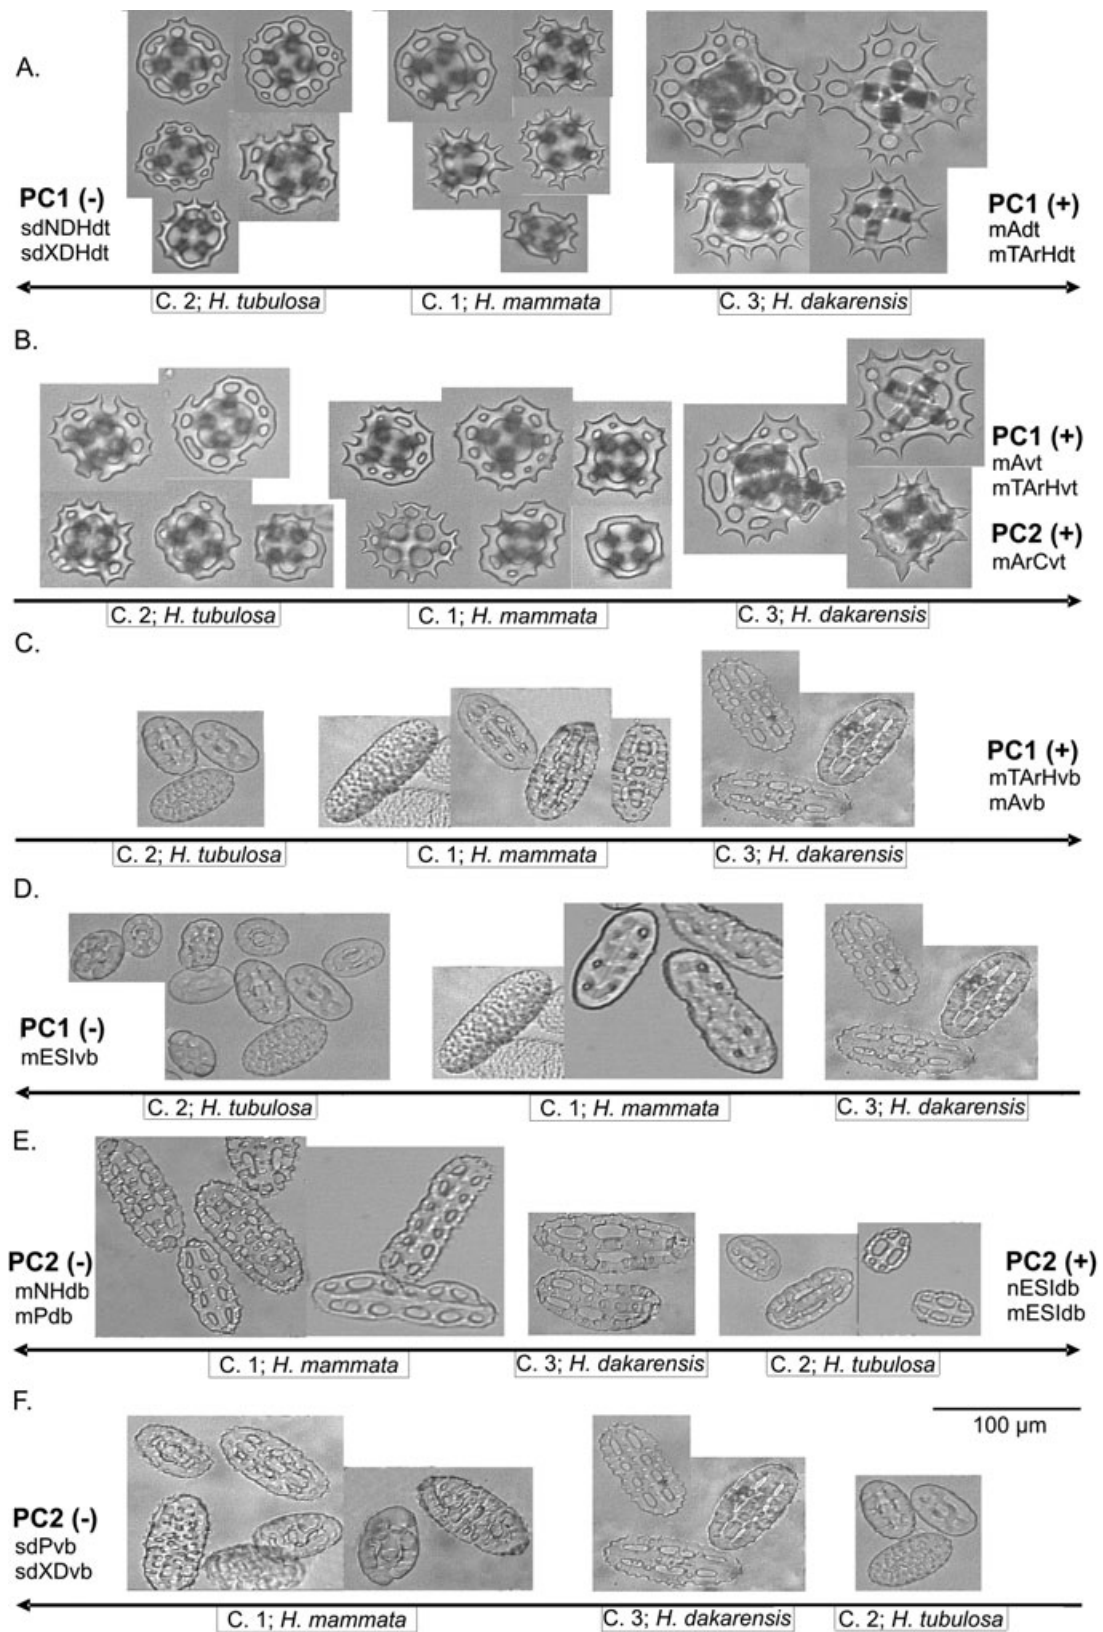 A.
PC1 (-)
sdNDHdt
sdXDHdt
PC1 (+)
mAdt
mTArHdt
C. 2; H. tubulosa
C. 1; H. mammata
C. 3; H. dakarensis
B.
PC1 (+)
mAvt
mTArHvt
PC2 (+)
mArCvt
C. 2; H. tubulosa
C. 1; H. mammata
C. 3; H. dakarensis
C.
PC1 (+)
mTArHvb
mAvb
C. 2; H. tubulosa
C. 1; H. mammata
C. 3; H. dakarensis
D.
PC1 (-)
mESIvb
C. 2; H. tubulosa
C. 1; H. mammata
C. 3; H. dakarensis
E.
PC2 (-)
mNHdb
mPdb
PC2 (+)
nESIdb
mESIdb
C. 1; H. mammata
C. 3; H. dakarensis
C. 2; H. tubulosa
F.
100 µm
PC2 (-)
sdPvb
sdXDvb
C. 1; H. mammata
C. 3; H. dakarensis
C. 2; H. tubulosa